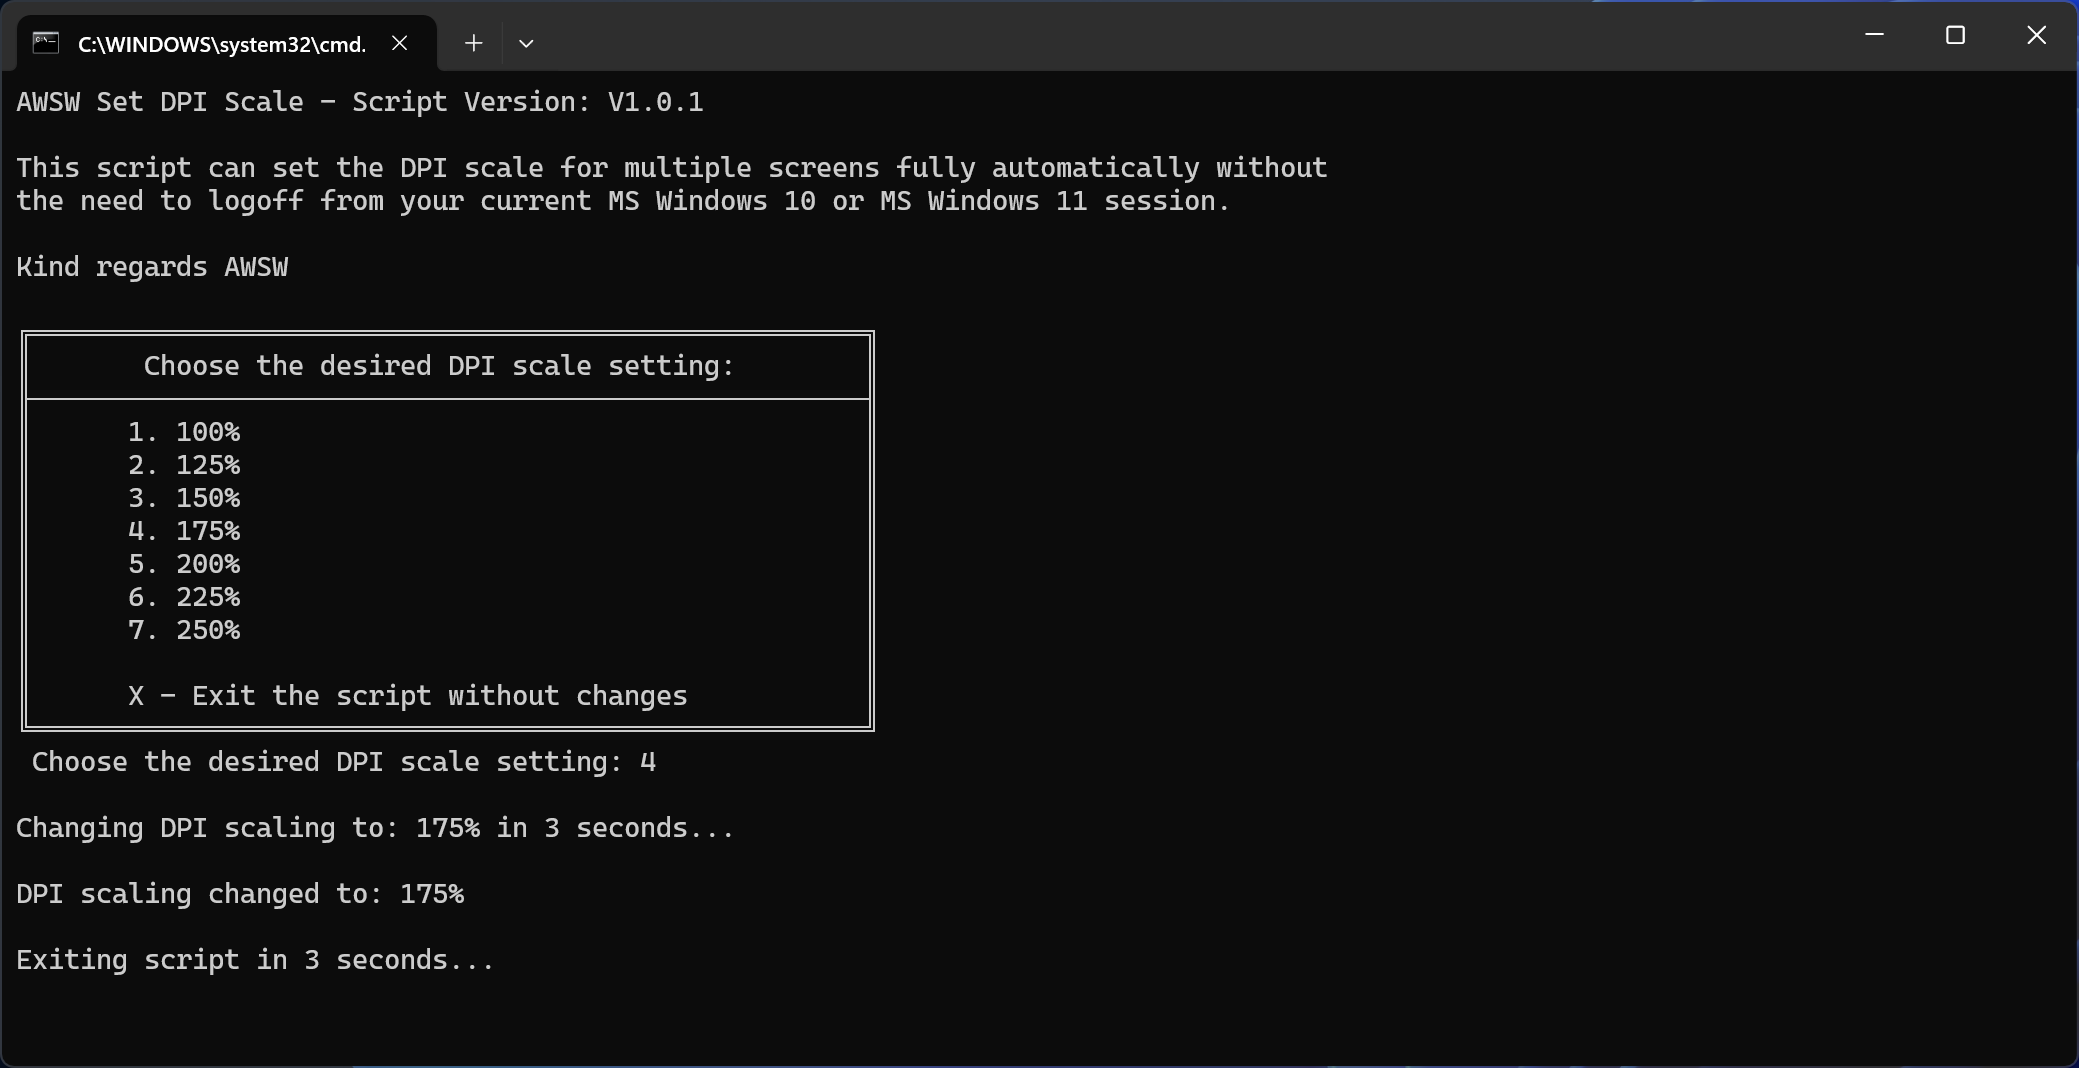 C:\WINDOWS\system32\cmd.
AWSW Set DPI Scale - Script Version: V1.0.1
This script can set the DPI scale for multiple screens fully automatically without
the need to logoff from your current MS Windows 10 or MS Windows 11 session.
Kind regards AWSW
Choose the desired DPI scale setting:
1. 100%
2. 125%
3. 150%
4. 175%
5. 200%
6. 225%
7. 250%
X - Exit the script without changes
Choose the desired DPI scale setting: 4
Changing DPI scaling to: 175% in 3 seconds...
DPI scaling changed to: 175%
Exiting script in 3 seconds...